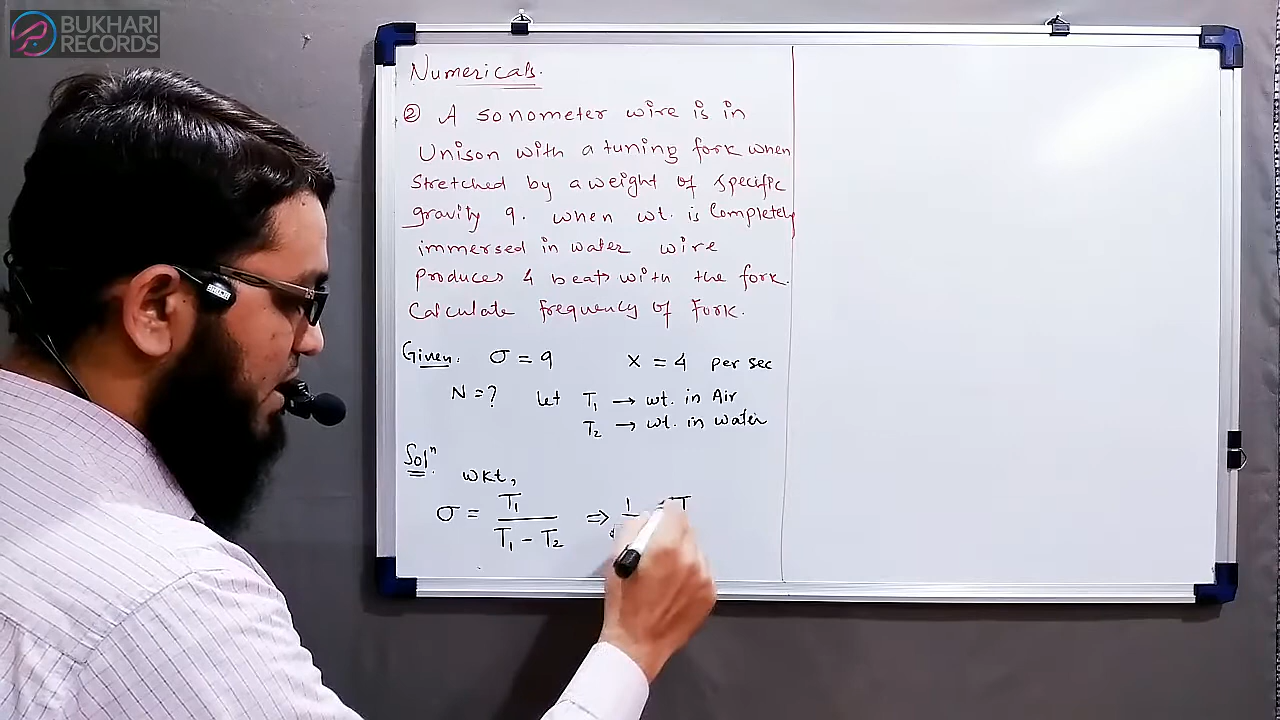 BUKHARI
RECORDS
Numericals.
② A sonometer wire is in
Unison with a tuning fork when
stretched by a weight of specific
gravity 9. when wt. is Completely
immersed in water wire
produces 4 beats with the fork.
Calculate frequency of Fork.
Given. σ = 9 x = 4 per sec
N = ? let T₁ → wt. in Air
T₂ → wt. in water
Solⁿ
wkt,
σ = T₁ / (T₁ - T₂) ⇒ 1